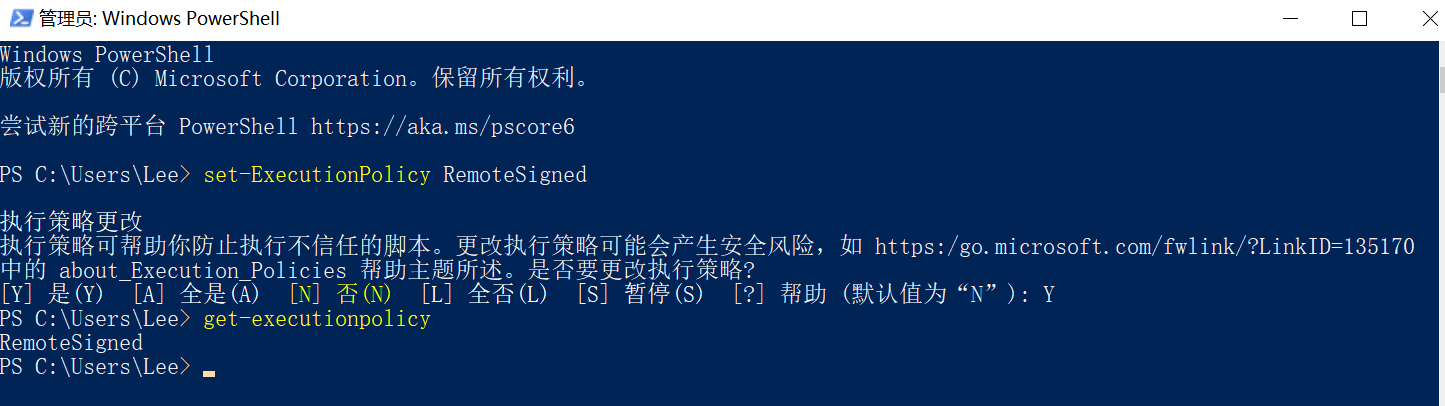 管理员: Windows PowerShell
Windows PowerShell
版权所有 (C) Microsoft Corporation。保留所有权利。
尝试新的跨平台 PowerShell https://aka.ms/pscore6
PS C:\Users\Lee> set-ExecutionPolicy RemoteSigned
执行策略更改
执行策略可帮助你防止执行不信任的脚本。更改执行策略可能会产生安全风险，如 https:/go.microsoft.com/fwlink/?LinkID=135170
中的 about_Execution_Policies 帮助主题所述。是否要更改执行策略?
[Y] 是(Y)  [A] 全是(A)  [N] 否(N)  [L] 全否(L)  [S] 暂停(S)  [?] 帮助 (默认值为“N”): Y
PS C:\Users\Lee> get-executionpolicy
RemoteSigned
PS C:\Users\Lee>